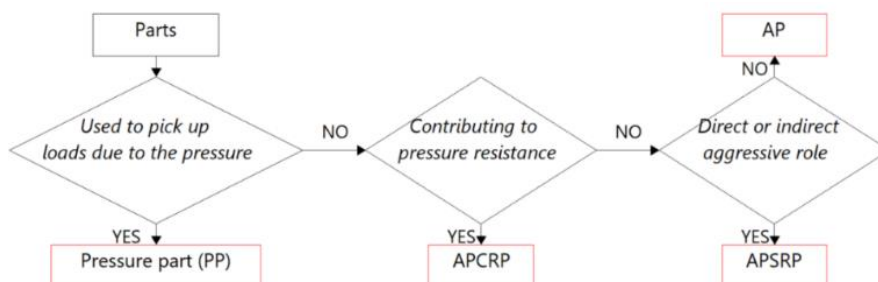 Parts
AP
NO
Used to pick up
loads due to the pressure
NO
Contributing to
pressure resistance
NO
Direct or indirect
aggressive role
YES
YES
YES
Pressure part (PP)
APCRP
APSRP